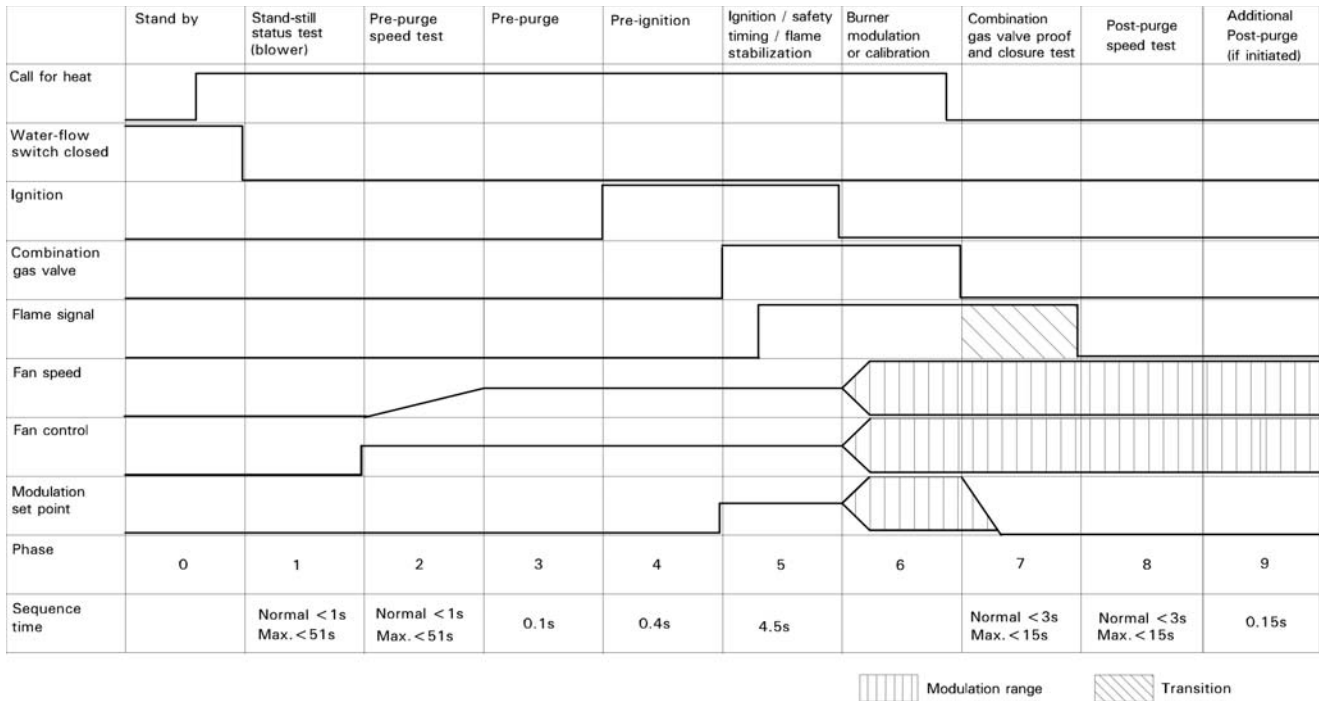 Stand by
Stand-still
status test
(blower)
Pre-purge
speed test
Pre-purge
Pre-ignition
Ignition / safety
timing / flame
stabilization
Burner
modulation
or calibration
Combination
gas valve proof
and closure test
Post-purge
speed test
Additional
Post-purge
(if initiated)
Call for heat
Water-flow
switch closed
Ignition
Combination
gas valve
Flame signal
Fan speed
Fan control
Modulation
set point
Phase
0 1 2 3 4 5 6 7 8 9
Sequence
time
Normal <1s
Max.<51s
Normal <1s
Max.<51s
0.1s
0.4s
4.5s
Normal <3s
Max.<15s
Normal <3s
Max.<15s
0.15s
Modulation range
Transition